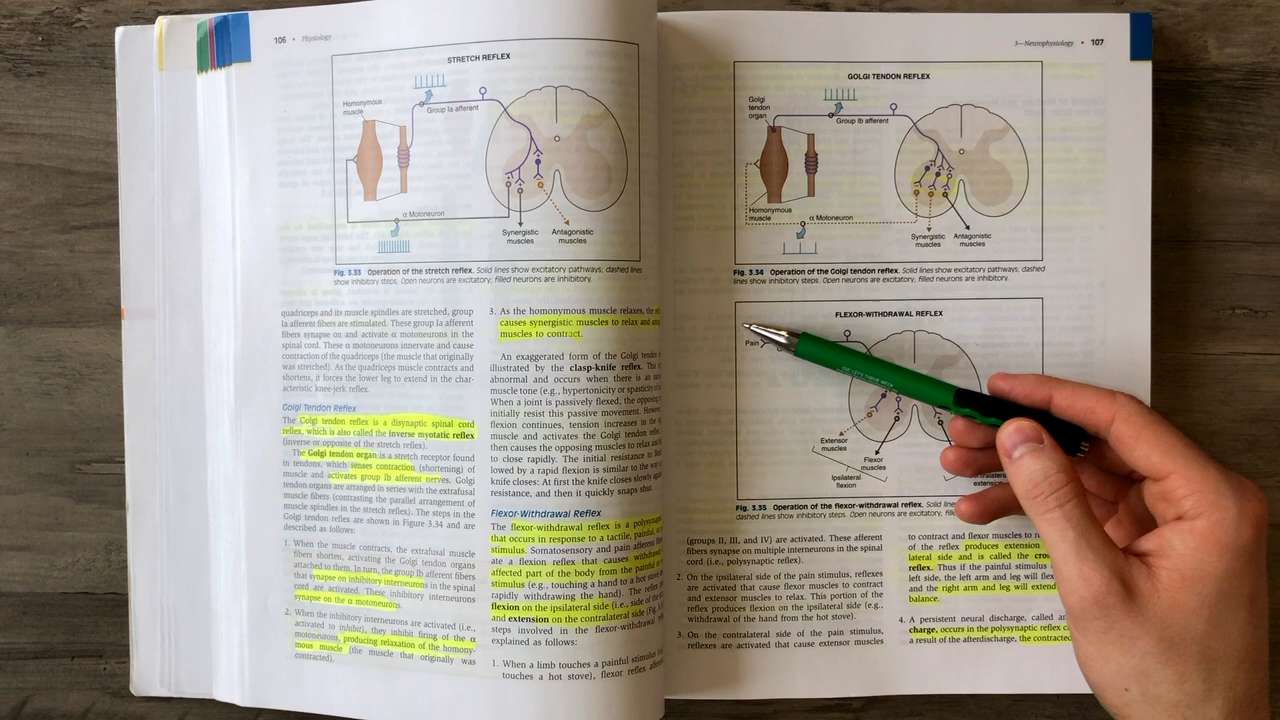 106 • Physiology
STRETCH REFLEX
Homonymous
muscle
Group Ia afferent
α Motoneuron
Synergistic
muscles
Antagonistic
muscles
Fig. 3.33 Operation of the stretch reflex. Solid lines show excitatory pathways; dashed lines
show inhibitory steps. Open neurons are excitatory; filled neurons are inhibitory.
quadriceps and its muscle spindles are stretched, group
Ia afferent fibers are stimulated. These group Ia afferent
fibers synapse on and activate α motoneurons in the
spinal cord. These α motoneurons innervate and cause
contraction of the quadriceps (the muscle that originally
was stretched). As the quadriceps muscle contracts and
shortens, it forces the lower leg to extend in the char-
acteristic knee-jerk reflex.
Golgi Tendon Reflex
The Golgi tendon reflex is a disynaptic spinal cord
reflex, which is also called the inverse myotatic reflex
(inverse or opposite of the stretch reflex).
The Golgi tendon organ is a stretch receptor found
in tendons, which senses contraction (shortening) of
muscle and activates group Ib afferent nerves. Golgi
tendon organs are arranged in series with the extrafusal
muscle fibers (contrasting the parallel arrangement of
muscle spindles in the stretch reflex). The steps in the
Golgi tendon reflex are shown in Figure 3.34 and are
described as follows:
1. When the muscle contracts, the extrafusal muscle
fibers shorten, activating the Golgi tendon organs
attached to them. In turn, the group Ib afferent fibers
that synapse on inhibitory interneurons in the spinal
cord are activated. These inhibitory interneurons
synapse on the α motoneurons.
2. When the inhibitory interneurons are activated (i.e.,
activated to inhibit), they inhibit firing of the α
motoneurons, producing relaxation of the homony-
mous muscle (the muscle that originally was
contracted).
3. As the homonymous muscle relaxes, the
causes synergistic muscles to relax and
muscles to contract.
An exaggerated form of the Golgi tendon
illustrated by the clasp-knife reflex. This
abnormal and occurs when there is an
muscle tone (e.g., hypertonicity or spasticity of
When a joint is passively flexed, the opposing
initially resist this passive movement. However,
flexion continues, tension increases in the
muscle and activates the Golgi tendon
then causes the opposing muscles to relax and
to close rapidly. The initial resistance to
lowed by a rapid flexion is similar to the way
knife closes: At first the knife closes slowly
resistance, and then it quickly snaps shut.
Flexor-Withdrawal Reflex
The flexor-withdrawal reflex is a polysynaptic
that occurs in response to a tactile, painful,
stimulus. Somatosensory and pain afferent
ate a flexion reflex that causes withdrawal
affected part of the body from the painful
stimulus (e.g., touching a hand to a hot stove
rapidly withdrawing the hand). The reflex
flexion on the ipsilateral side (i.e., side of the
and extension on the contralateral side (Fig.
steps involved in the flexor-withdrawal
explained as follows:
1. When a limb touches a painful stimulus
touches a hot stove), flexor reflex
3—Neurophysiology • 107
GOLGI TENDON REFLEX
Golgi
tendon
organ
Group Ib afferent
Homonymous
muscle
α Motoneuron
Synergistic
muscles
Antagonistic
muscles
Fig. 3.34 Operation of the Golgi tendon reflex. Solid lines show excitatory pathways; dashed
lines show inhibitory steps. Open neurons are excitatory; filled neurons are inhibitory.
FLEXOR-WITHDRAWAL REFLEX
Pain
Extensor
muscles
Flexor
muscles
Ipsilateral
flexion
Contralateral
extension
Fig. 3.35 Operation of the flexor-withdrawal reflex. Solid
dashed lines show inhibitory steps. Open neurons are excitatory;
(groups II, III, and IV) are activated. These afferent
fibers synapse on multiple interneurons in the spinal
cord (i.e., polysynaptic reflex).
2. On the ipsilateral side of the pain stimulus, reflexes
are activated that cause flexor muscles to contract
and extensor muscles to relax. This portion of the
reflex produces flexion on the ipsilateral side (e.g.,
withdrawal of the hand from the hot stove).
3. On the contralateral side of the pain stimulus,
reflexes are activated that cause extensor muscles
to contract and flexor muscles to
of the reflex produces extension
lateral side and is called the
reflex. Thus if the painful stimulus
left side, the left arm and leg will
and the right arm and leg will extend
balance.
4. A persistent neural discharge, called
charge, occurs in the polysynaptic reflex
a result of the afterdischarge, the contracted